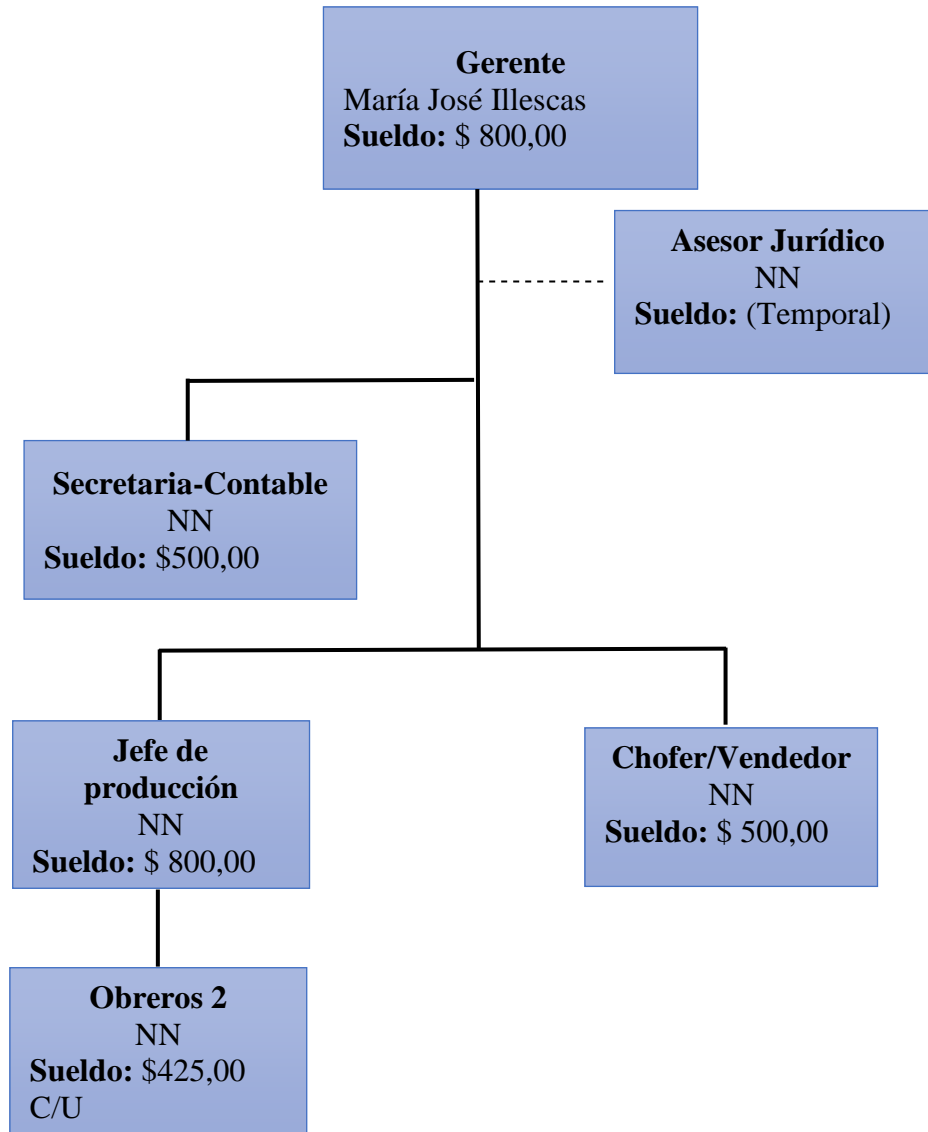 Gerente
María José Illescas
Sueldo: $ 800,00
Asesor Jurídico
NN
Sueldo: (Temporal)
Secretaria-Contable
NN
Sueldo: $500,00
Jefe de
producción
NN
Sueldo: $ 800,00
Chofer/Vendedor
NN
Sueldo: $ 500,00
Obreros 2
NN
Sueldo: $425,00
C/U